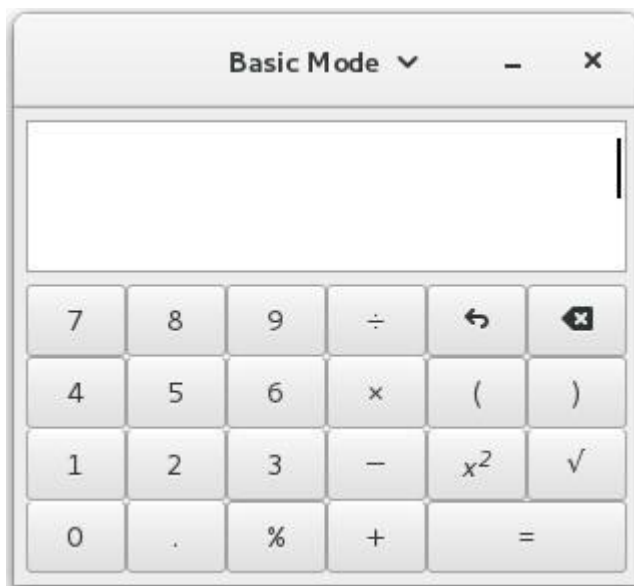 Basic Mode
7 8 9 ÷
4 5 6 × ( )
1 2 3 − x² √
0 . % + =